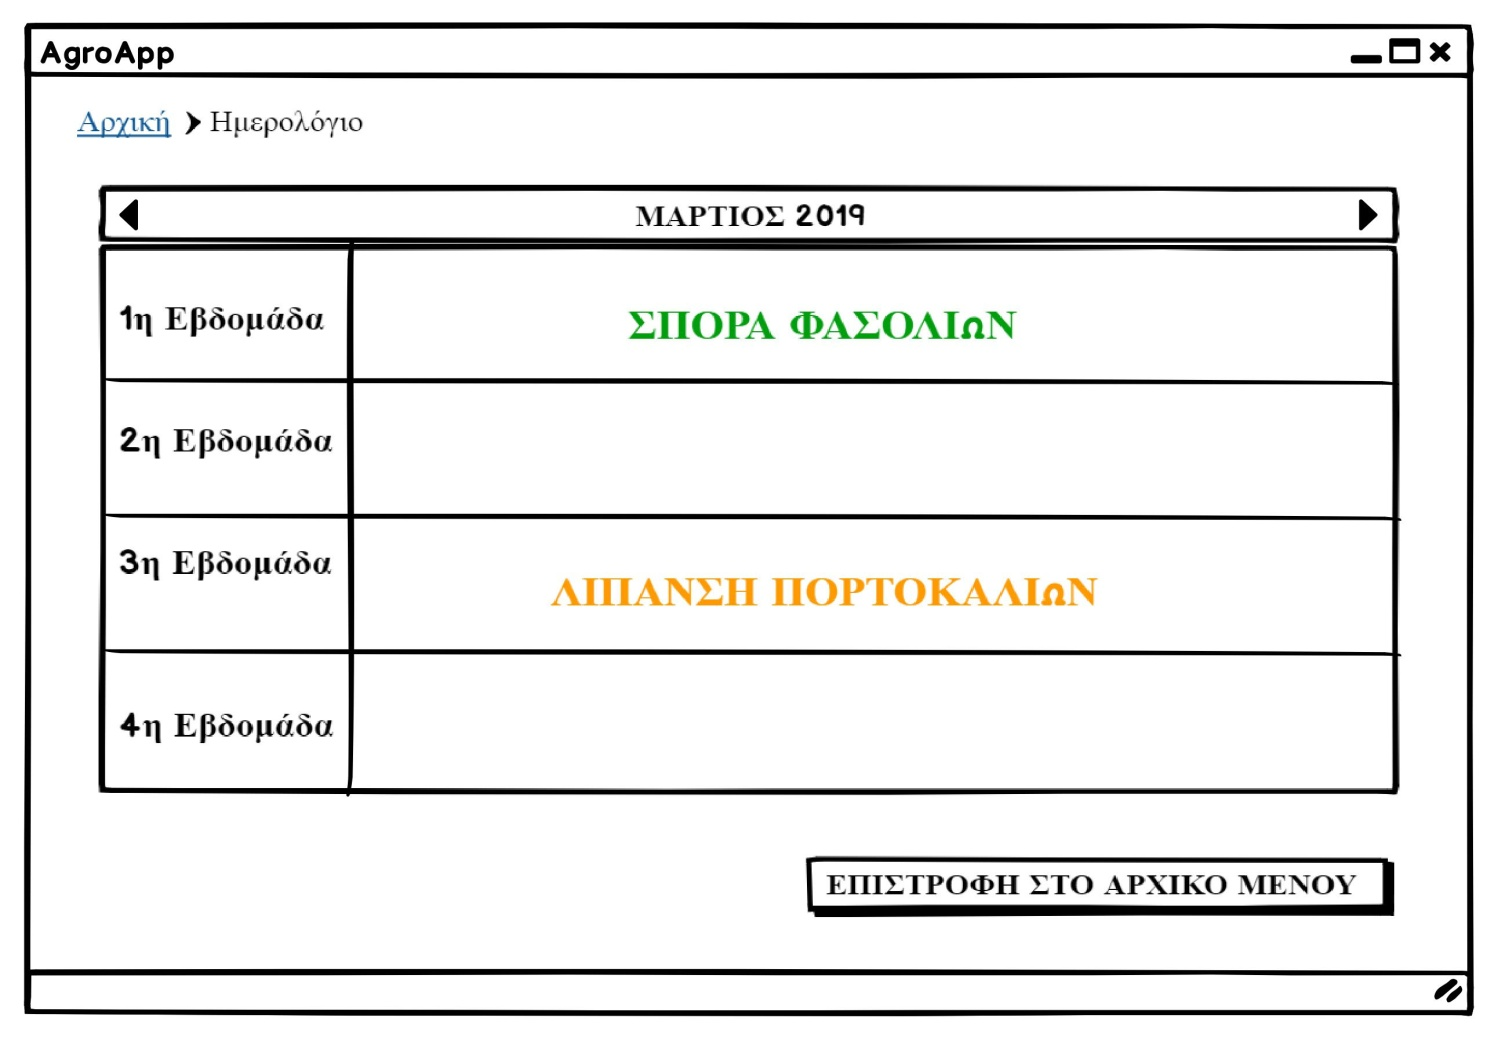 AgroApp
Αρχική > Ημερολόγιο
ΜΑΡΤΙΟΣ 2019
1η Εβδομάδα
ΣΠΟΡΑ ΦΑΣΟΛΙΩΝ
2η Εβδομάδα
3η Εβδομάδα
ΛΙΠΑΝΣΗ ΠΟΡΤΟΚΑΛΙΩΝ
4η Εβδομάδα
ΕΠΙΣΤΡΟΦΗ ΣΤΟ ΑΡΧΙΚΟ ΜΕΝΟΥ